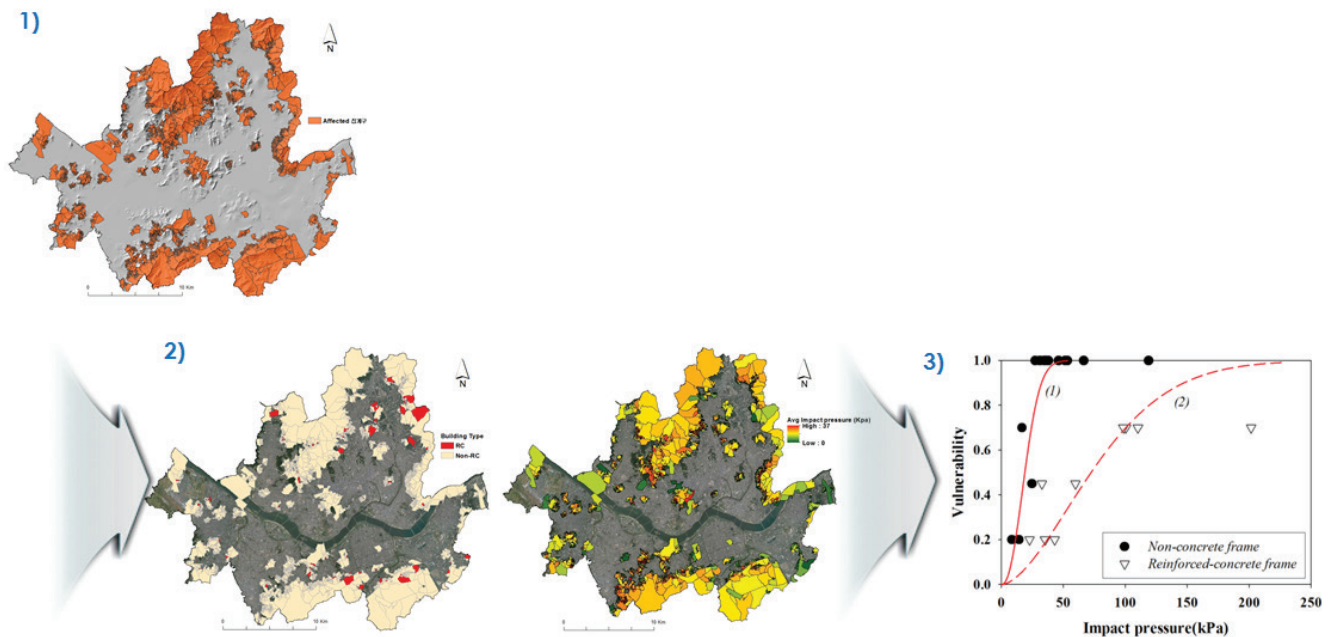 1)
N
Affected 집계구
0 10 Km
2)
N
Building Type
RC
Non-RC
0 10 Km
N
Avg Impact pressure (Kpa)
High : 37
Low : 0
0 10 Km
3)
Vulnerability
1.0
0.8
0.6
0.4
0.2
0.0
(1)
(2)
Non-concrete frame
Reinforced-concrete frame
0 50 100 150 200 250
Impact pressure(kPa)